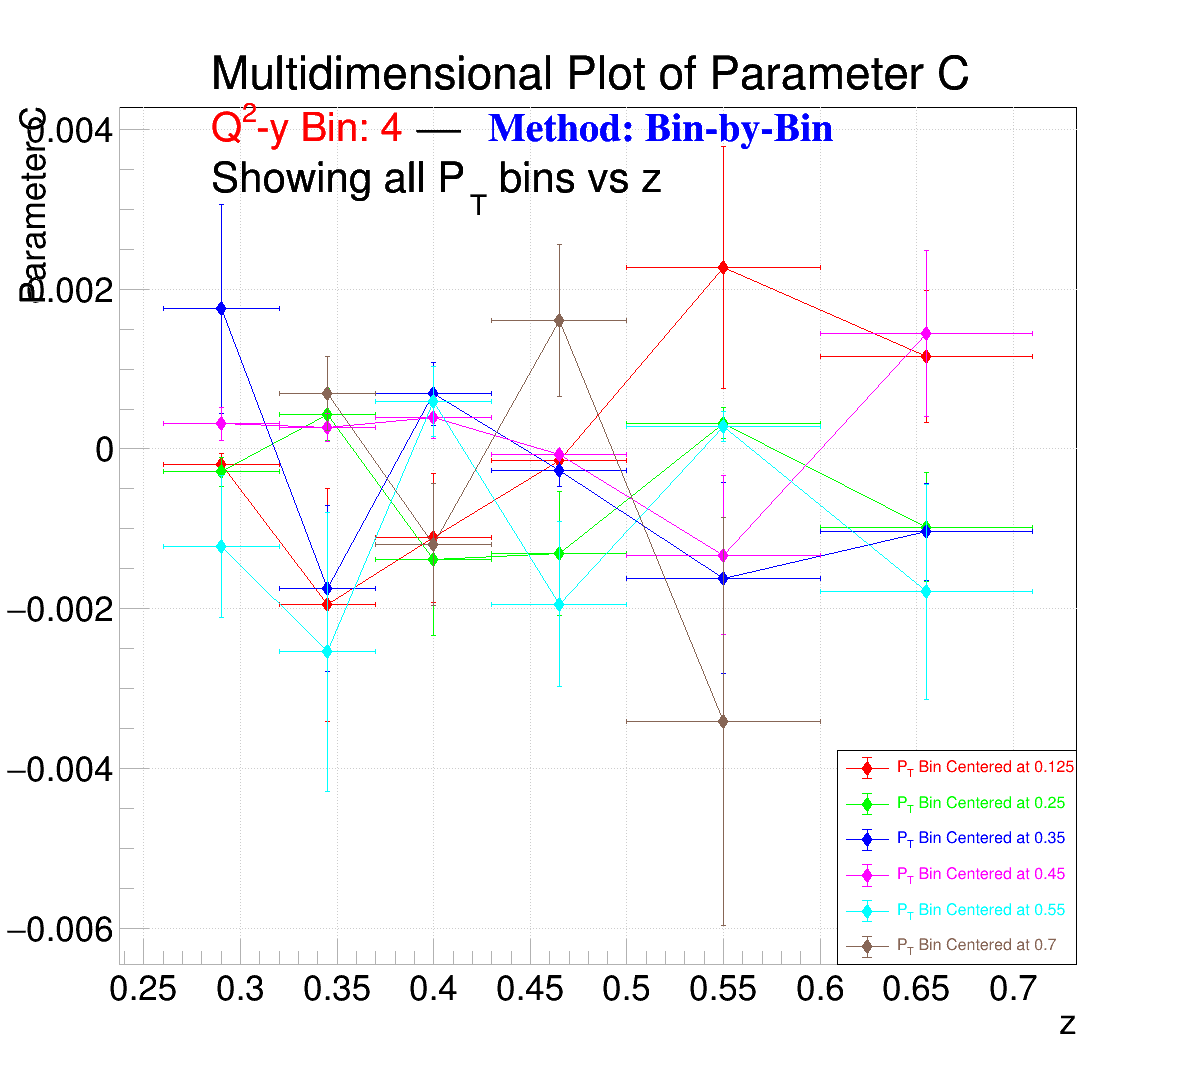 Multidimensional Plot of Parameter C
Q²-y Bin: 4 — Method: Bin-by-Bin
Showing all P_T bins vs z
Parameter C
0.004
0.002
0
−0.002
−0.004
−0.006
P_T Bin Centered at 0.125
P_T Bin Centered at 0.25
P_T Bin Centered at 0.35
P_T Bin Centered at 0.45
P_T Bin Centered at 0.55
P_T Bin Centered at 0.7
0.25 0.3 0.35 0.4 0.45 0.5 0.55 0.6 0.65 0.7
z